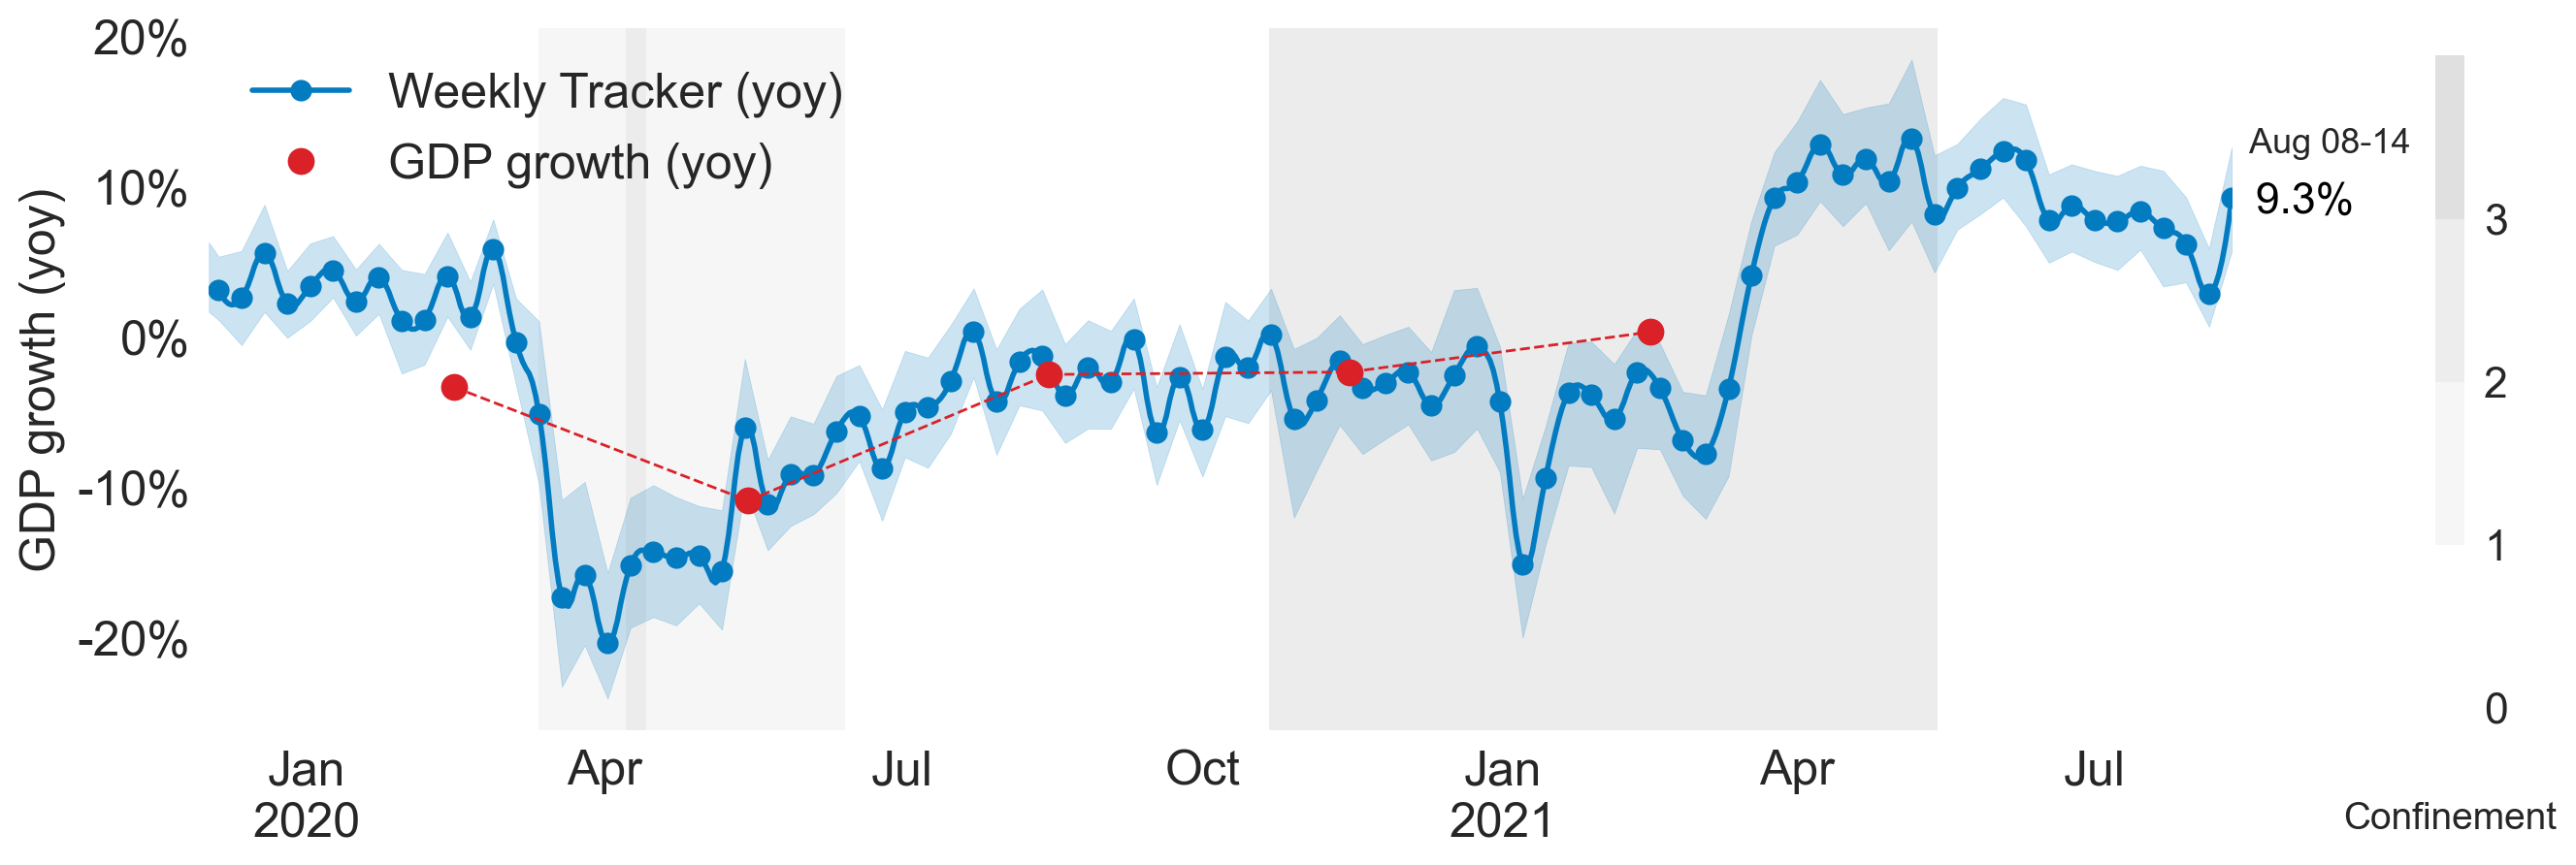 20%
10%
0%
-10%
-20%
GDP growth (yoy)
Weekly Tracker (yoy)
GDP growth (yoy)
Aug 08-14
9.3%
3
2
1
0
Confinement
Jan
2020
Apr
Jul
Oct
Jan
2021
Apr
Jul